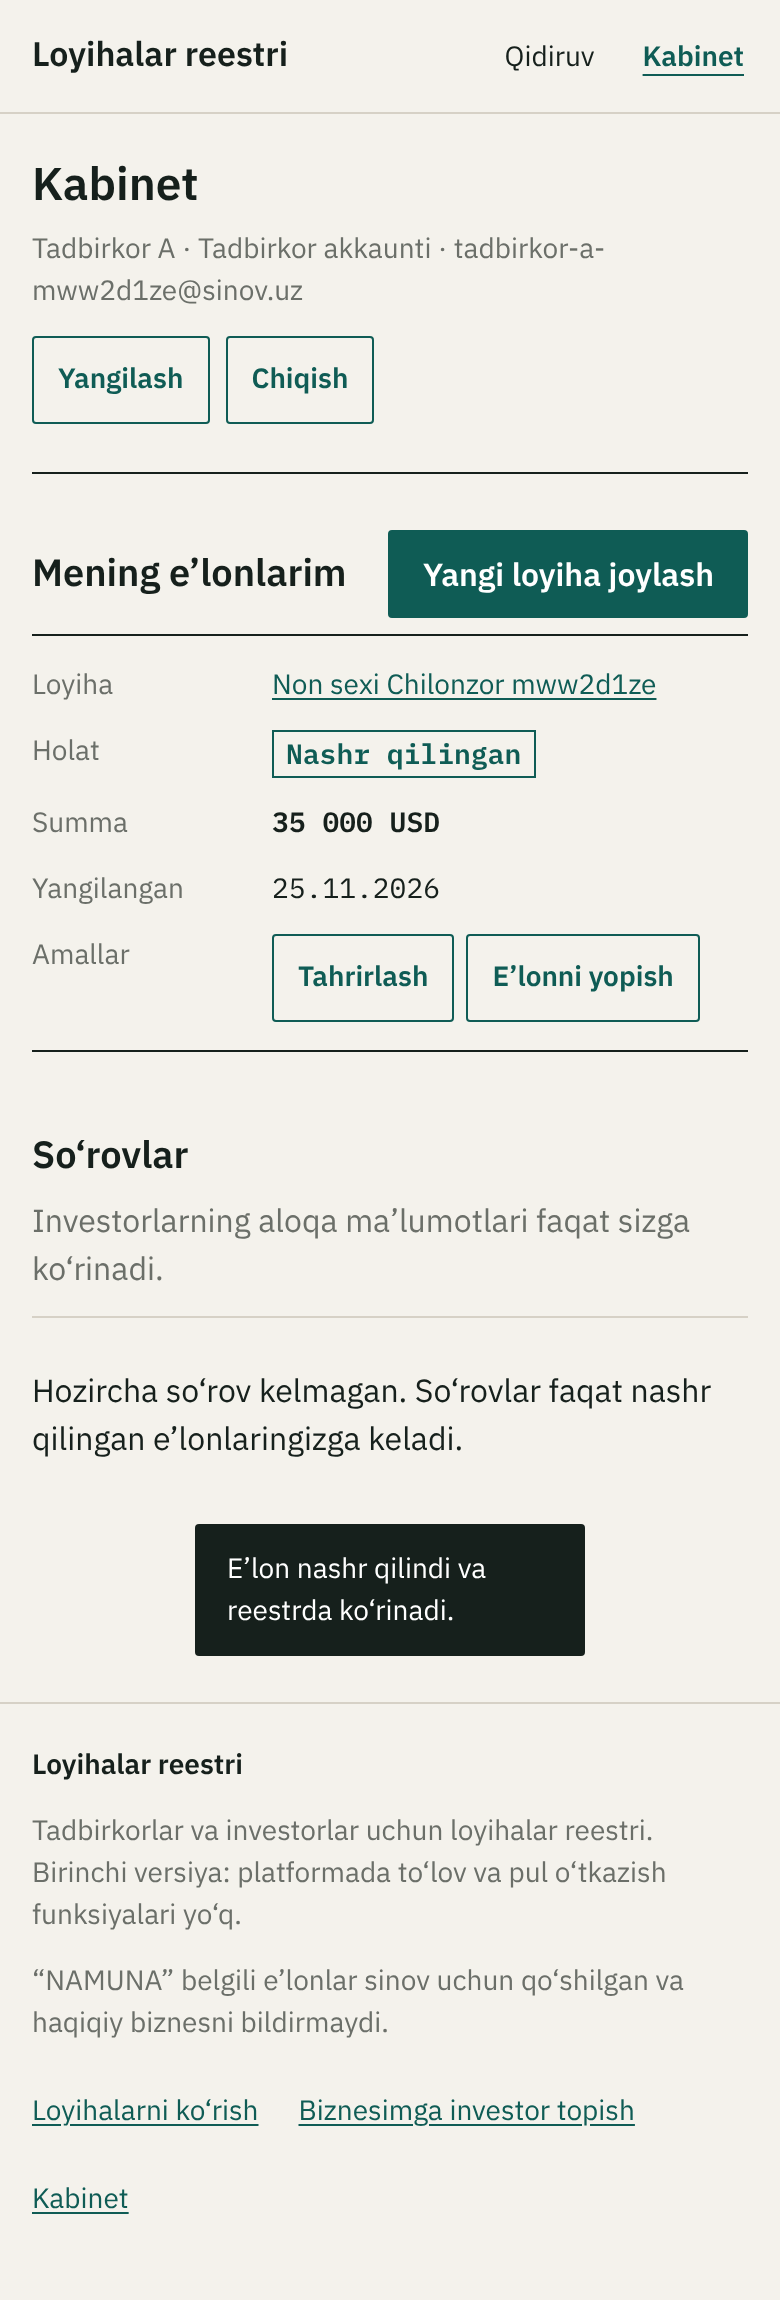 Loyihalar reestri
Qidiruv
Kabinet
Kabinet
Tadbirkor A · Tadbirkor akkaunti · tadbirkor-a-
mww2d1ze@sinov.uz
Yangilash
Chiqish
Mening e’lonlarim
Yangi loyiha joylash
Loyiha
Non sexi Chilonzor mww2d1ze
Holat
Nashr qilingan
Summa
35 000 USD
Yangilangan
25.11.2026
Amallar
Tahrirlash
E’lonni yopish
So‘rovlar
Investorlarning aloqa ma’lumotlari faqat sizga
ko‘rinadi.
Hozircha so‘rov kelmagan. So‘rovlar faqat nashr
qilingan e’lonlaringizga keladi.
E’lon nashr qilindi va
reestrda ko‘rinadi.
Loyihalar reestri
Tadbirkorlar va investorlar uchun loyihalar reestri.
Birinchi versiya: platformada to‘lov va pul o‘tkazish
funksiyalari yo‘q.
“NAMUNA” belgili e’lonlar sinov uchun qo‘shilgan va
haqiqiy biznesni bildirmaydi.
Loyihalarni ko‘rish
Biznesimga investor topish
Kabinet